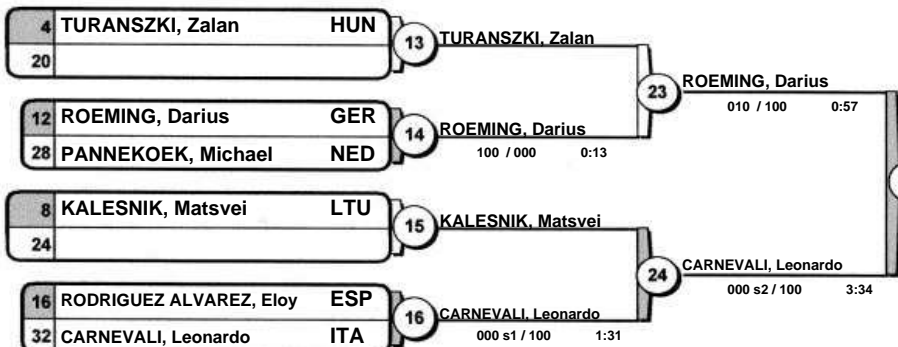 4 TURANSZKI, Zalan HUN
20
13
TURANSZKI, Zalan
12 ROEMING, Darius GER
28 PANNEKOEK, Michael NED
14
ROEMING, Darius
100 / 000 0:13
23
ROEMING, Darius
010 / 100 0:57
8 KALESNIK, Matsvei LTU
24
15
KALESNIK, Matsvei
16 RODRIGUEZ ALVAREZ, Eloy ESP
32 CARNEVALI, Leonardo ITA
16
CARNEVALI, Leonardo
000 s1 / 100 1:31
24
CARNEVALI, Leonardo
000 s2 / 100 3:34